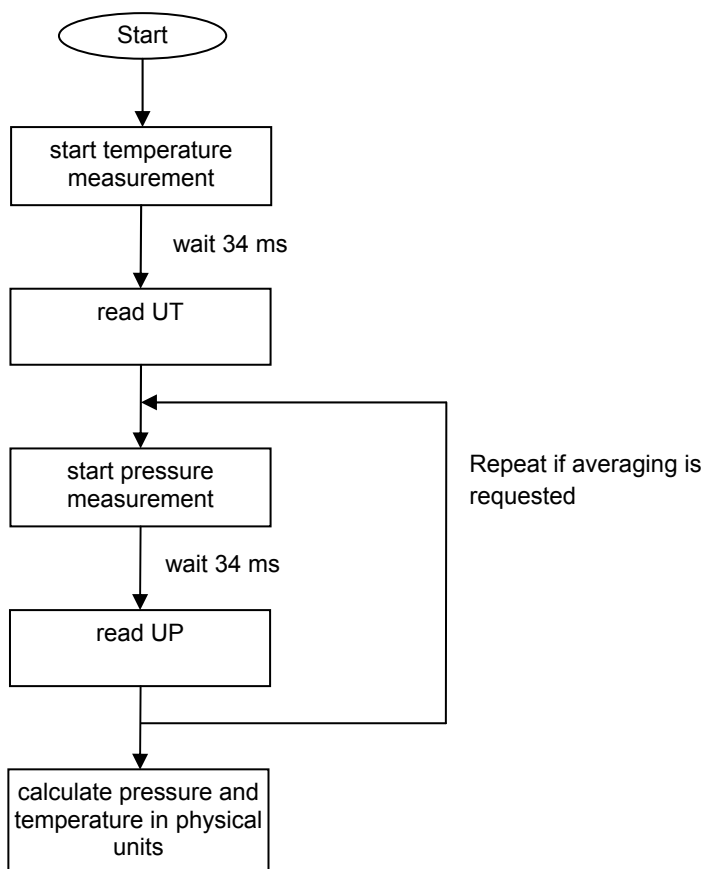 Start
start temperature
measurement
wait 34 ms
read UT
start pressure
measurement
Repeat if averaging is
requested
wait 34 ms
read UP
calculate pressure and
temperature in physical
units